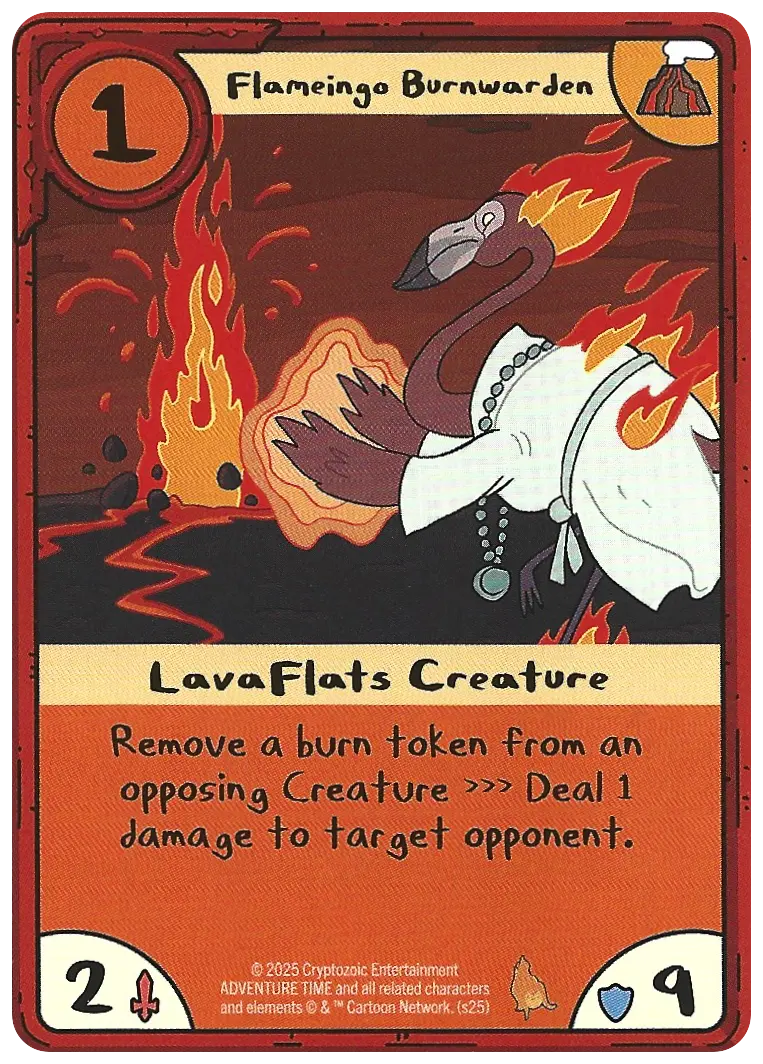 1
Flameingo Burnwarden
LavaFlats Creature
Remove a burn token from an
opposing Creature >>> Deal 1
damage to target opponent.
2
© 2025 Cryptozoic Entertainment
ADVENTURE TIME and all related characters
and elements © & ™ Cartoon Network. (s25)
9